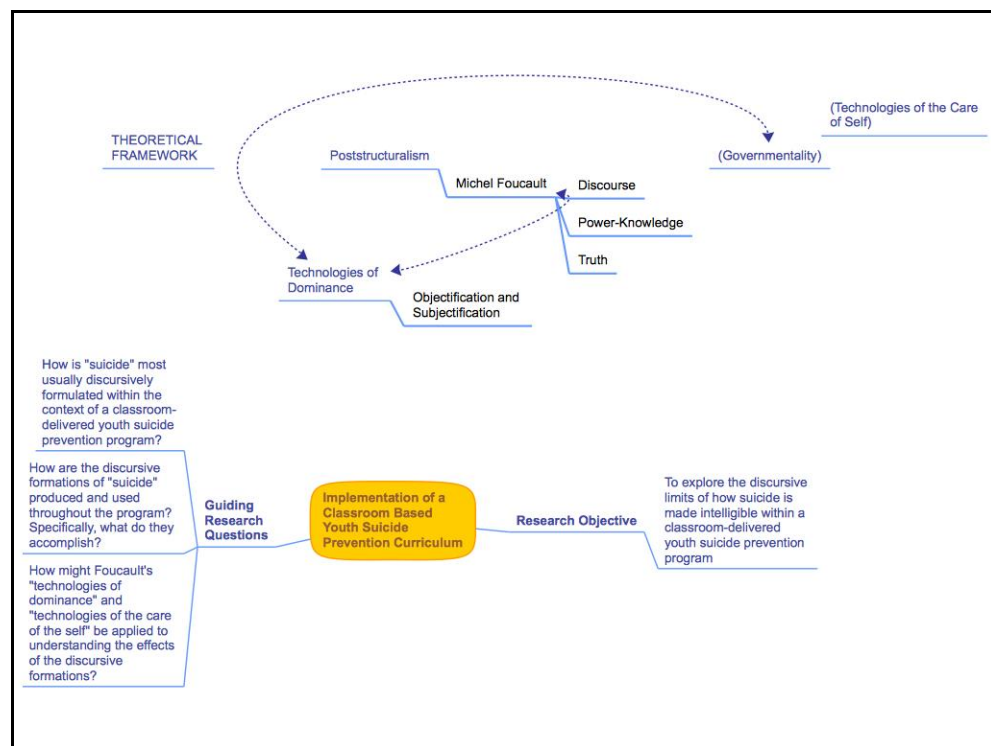 (Technologies of the Care
of Self)
THEORETICAL
FRAMEWORK
Poststructuralism
(Governmentality)
Michel Foucault
Discourse
Power-Knowledge
Truth
Technologies of
Dominance
Objectification and
Subjectification
How is "suicide" most
usually discursively
formulated within the
context of a classroom-
delivered youth suicide
prevention program?
How are the discursive
formations of "suicide"
produced and used
throughout the program?
Specifically, what do they
accomplish?
How might Foucault's
"technologies of
dominance" and
"technologies of the care
of the self" be applied to
understanding the effects
of the discursive
formations?
Guiding
Research
Questions
Implementation of a
Classroom Based
Youth Suicide
Prevention Curriculum
Research Objective
To explore the discursive
limits of how suicide is
made intelligible within a
classroom-delivered
youth suicide prevention
program